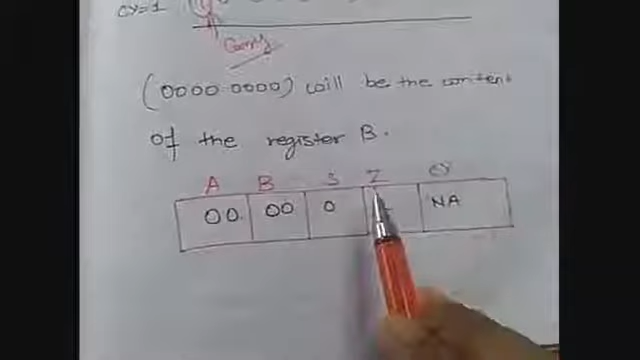 CY=1
Carry
(0000 0000) will be the content
of the register B.
A B S Z CY
00 00 0 NA